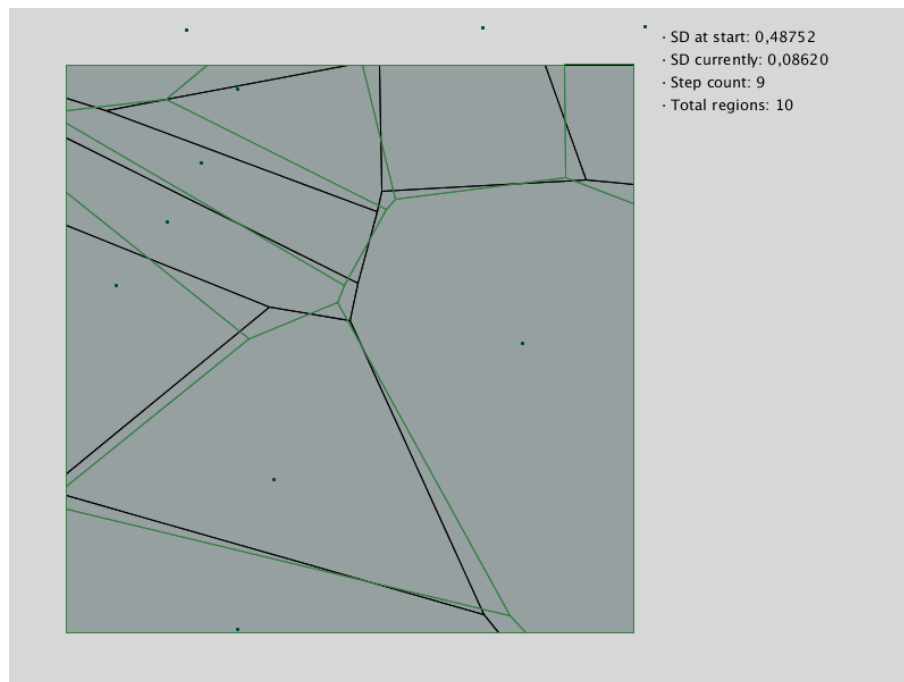 · SD at start: 0,48752
· SD currently: 0,08620
· Step count: 9
· Total regions: 10